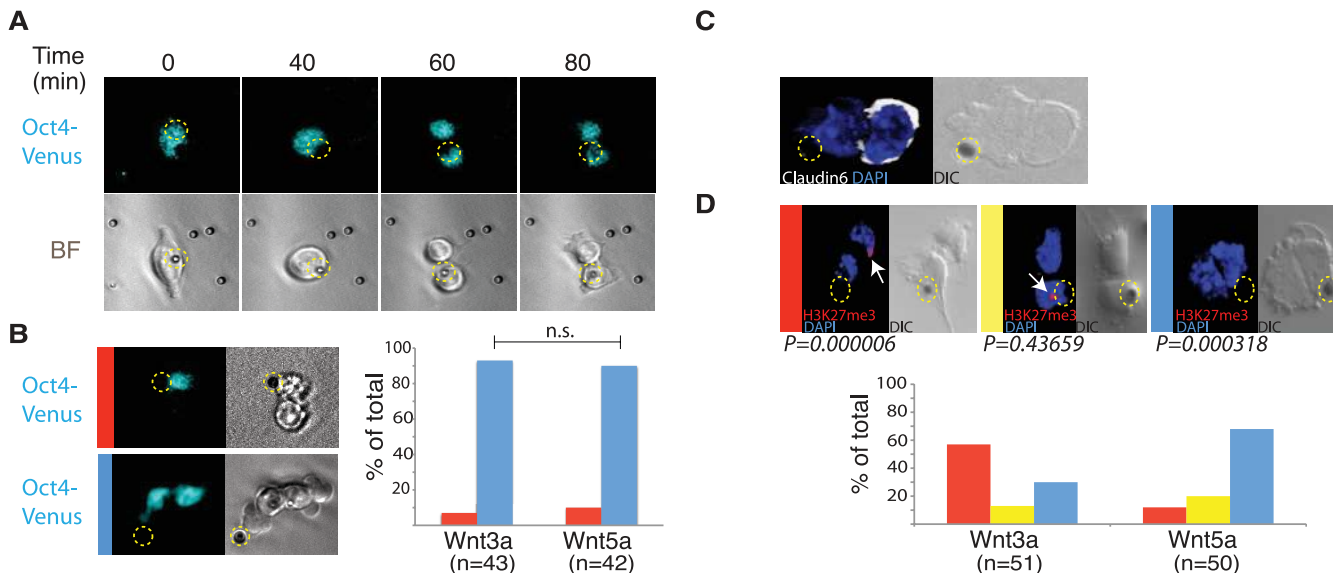 A
Time
(min)
0
40
60
80
Oct4-
Venus
BF
B
Oct4-
Venus
Oct4-
Venus
n.s.
100
80
60
40
20
% of total
Wnt3a
(n=43)
Wnt5a
(n=42)
C
Claudin6 DAPI
DIC
D
H3K27me3
DAPI
DIC
P=0.000006
H3K27me3
DAPI
DIC
P=0.43659
H3K27me3
DAPI
DIC
P=0.000318
100
80
60
40
20
% of total
Wnt3a
(n=51)
Wnt5a
(n=50)